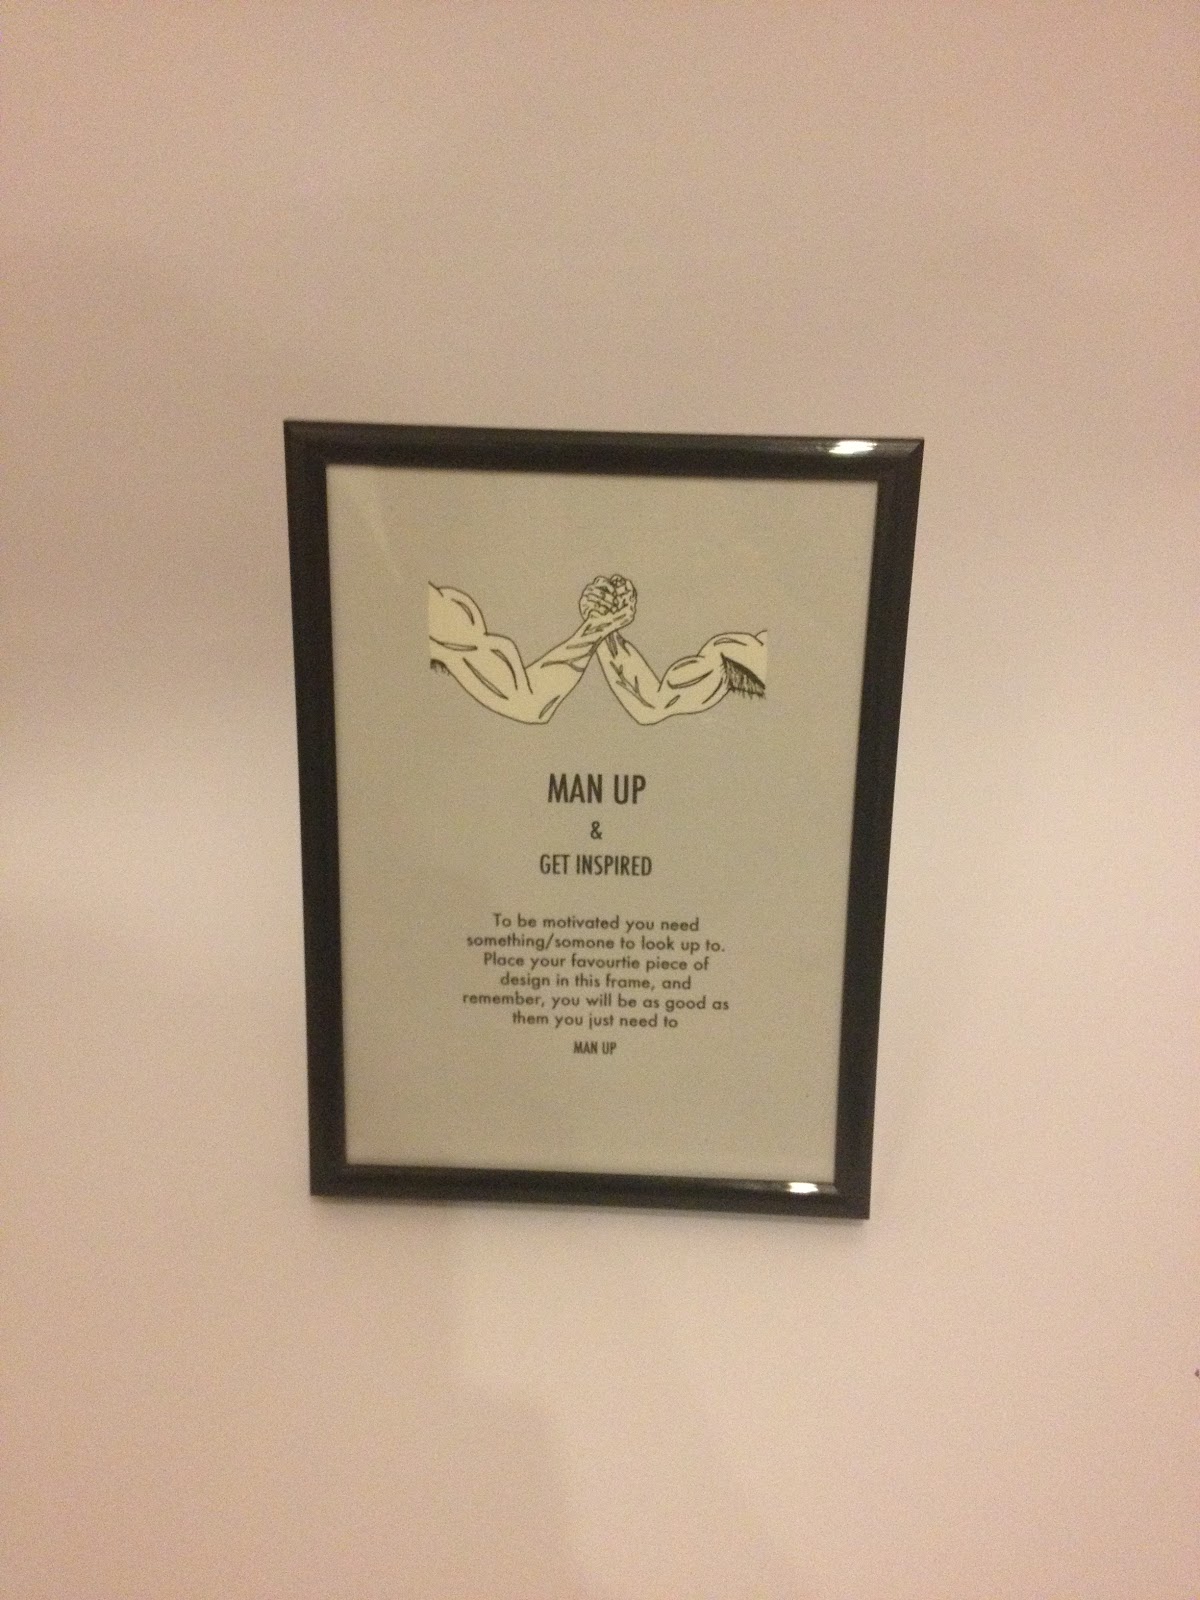 MAN UP
&
GET INSPIRED
To be motivated you need
something/somone to look up to.
Place your favourtie piece of
design in this frame, and
remember, you will be as good as
them you just need to
MAN UP